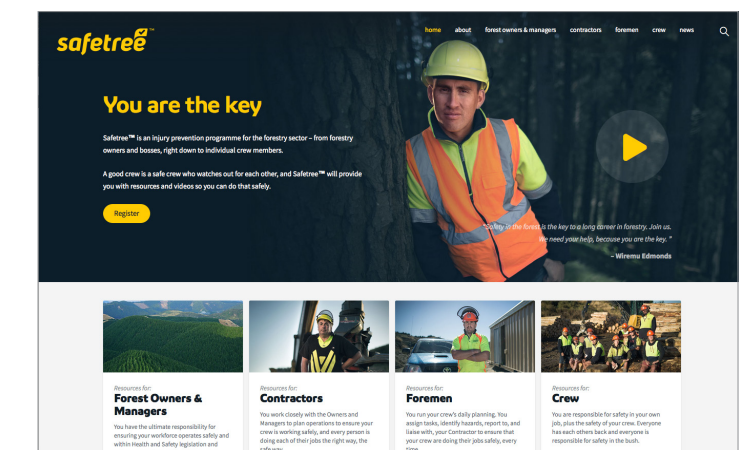 safetree™
home about forest owners & managers contractors foremen crew news
You are the key
Safetree™ is an injury prevention programme for the forestry sector – from forestry
owners and bosses, right down to individual crew members.
A good crew is a safe crew who watches out for each other, and Safetree™ will provide
you with resources and videos so you can do that safely.
Register
"Safety in the forest is the key to a long career in forestry. Join us.
We need your help, because you are the key. "
– Wiremu Edmonds
Resources for:
Forest Owners &
Managers
You have the ultimate responsibility for
ensuring your workforce operates safely and
within Health and Safety legislation and
Resources for:
Contractors
You work closely with the Owners and
Managers to plan operations to ensure your
crew is working safely, and every person is
doing each of their jobs the right way, the
safe way.
Resources for:
Foremen
You run your crew's daily planning. You
assign tasks, identify hazards, report to, and
liaise with, your Contractor to ensure that
your crew are doing their jobs safely, every
time.
Resources for:
Crew
You are responsible for safety in your own
job, plus the safety of your crew. Everyone
has each others back and everyone is
responsible for safety in the bush.